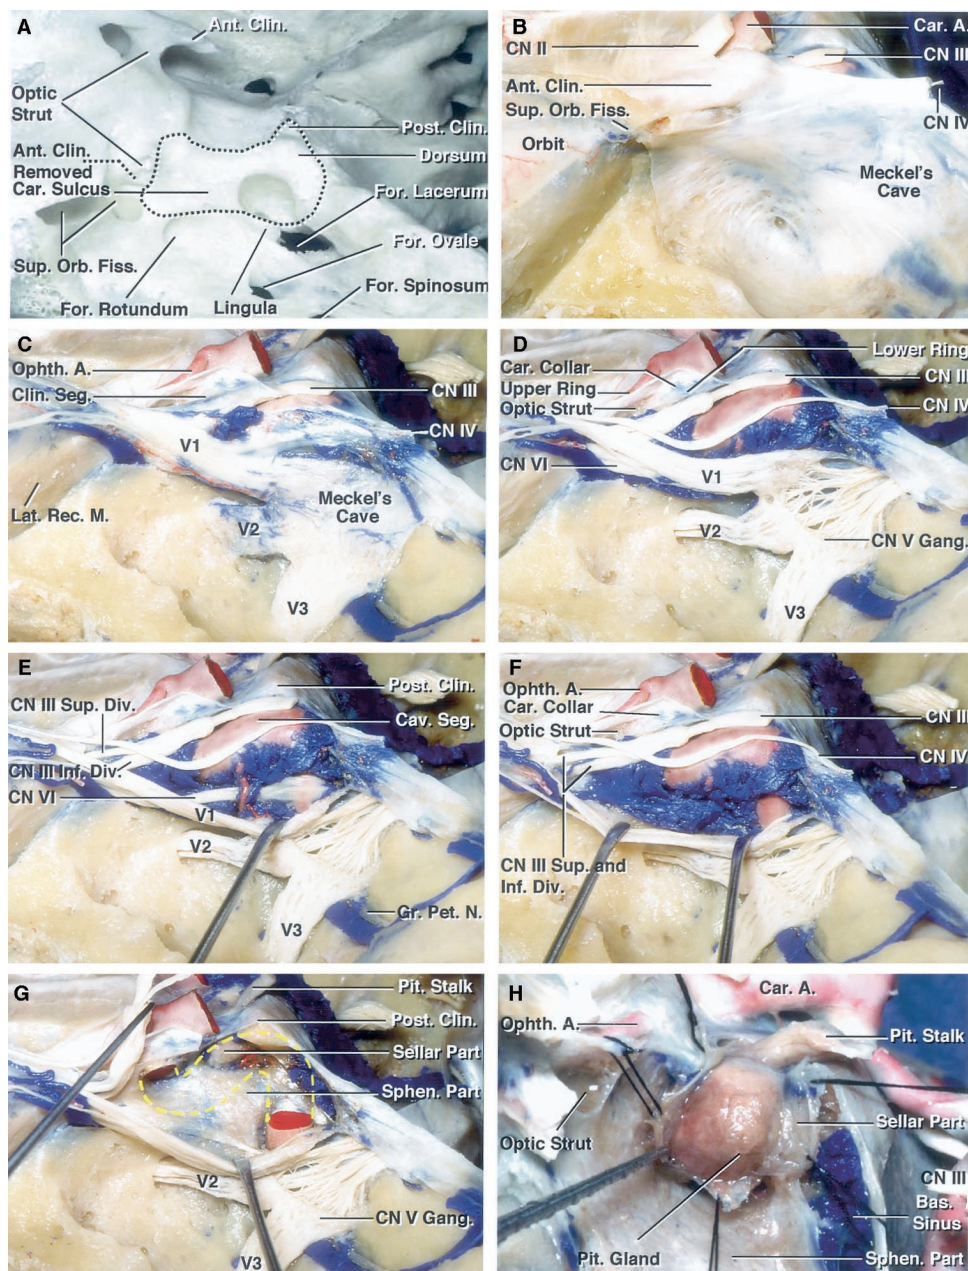 A
Ant. Clin.
Optic
Strut
Post. Clin.
Ant. Clin.
Removed
Dorsum
Car. Sulcus
For. Lacerum
For. Ovale
Sup. Orb. Fiss.
For. Spinosum
For. Rotundum
Lingula
B
Car. A.
CN II
CN III
Ant. Clin.
Sup. Orb. Fiss.
CN IV
Orbit
Meckel's
Cave
C
Ophth. A.
Clin. Seg.
CN III
CN IV
V1
Lat. Rec. M.
Meckel's
Cave
V2
V3
D
Lower Ring
Car. Collar
CN III
Upper Ring
Optic Strut
CN IV
CN VI
V1
V2
CN V Gang.
V3
E
Post. Clin.
CN III Sup. Div.
Cav. Seg.
CN III Inf. Div.
CN VI
V1
V2
Gr. Pet. N.
V3
F
Ophth. A.
Car. Collar
CN III
Optic Strut
CN IV
CN III Sup. and
Inf. Div.
G
Pit. Stalk
Post. Clin.
Sellar Part
Sphen. Part
V2
CN V Gang.
V3
H
Car. A.
Ophth. A.
Pit. Stalk
Sellar Part
Optic Strut
CN III
Bas.
Sinus
Pit. Gland
Sphen. Part